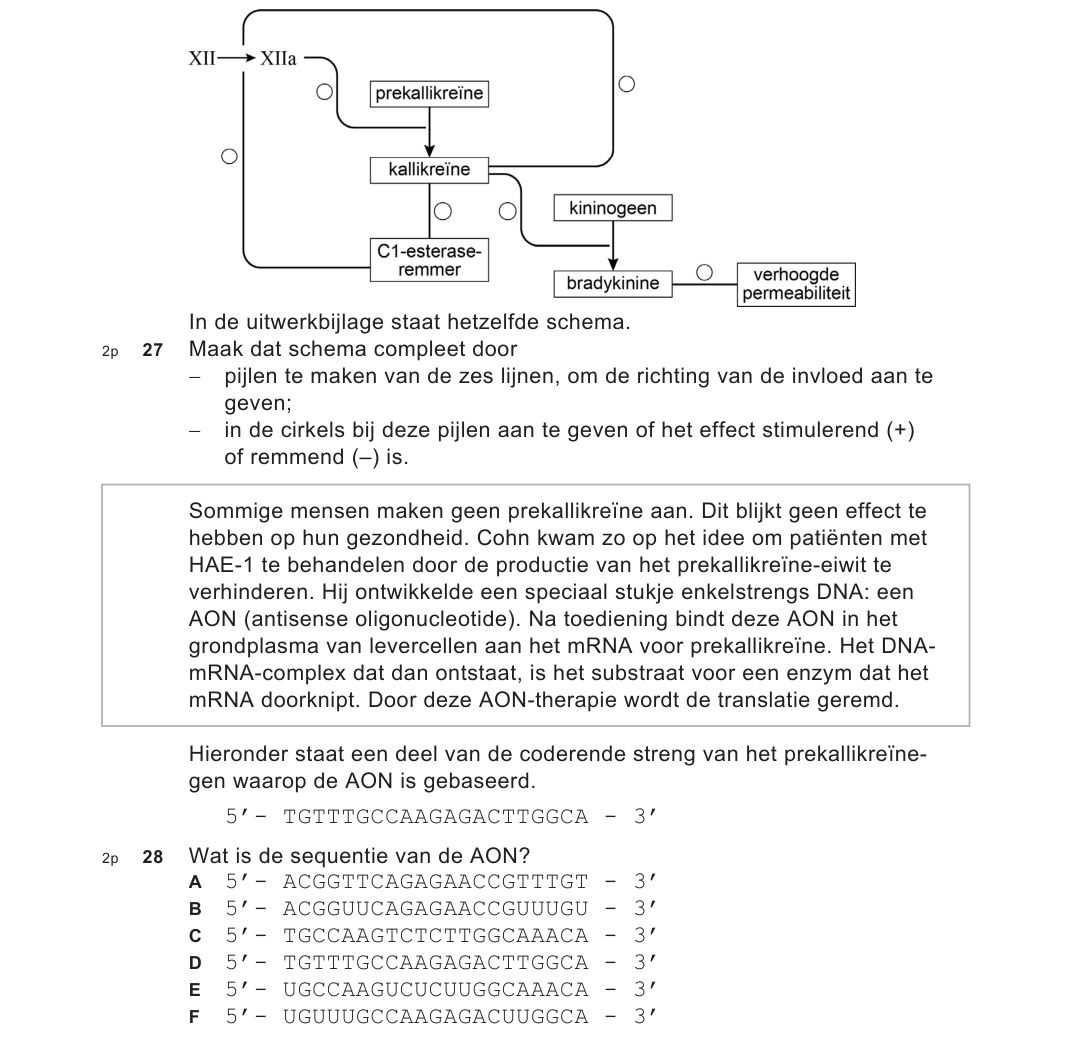 XII
XIIa
prekallikreïne
kallikreïne
kininogeen
C1-esterase-
remmer
bradykinine
verhoogde
permeabiliteit
In de uitwerkbijlage staat hetzelfde schema.
2p 27 Maak dat schema compleet door
– pijlen te maken van de zes lijnen, om de richting van de invloed aan te
geven;
– in de cirkels bij deze pijlen aan te geven of het effect stimulerend (+)
of remmend (–) is.
Sommige mensen maken geen prekallikreïne aan. Dit blijkt geen effect te
hebben op hun gezondheid. Cohn kwam zo op het idee om patiënten met
HAE-1 te behandelen door de productie van het prekallikreïne-eiwit te
verhinderen. Hij ontwikkelde een speciaal stukje enkelstrengs DNA: een
AON (antisense oligonucleotide). Na toediening bindt deze AON in het
grondplasma van levercellen aan het mRNA voor prekallikreïne. Het DNA-
mRNA-complex dat dan ontstaat, is het substraat voor een enzym dat het
mRNA doorknipt. Door deze AON-therapie wordt de translatie geremd.
Hieronder staat een deel van de coderende streng van het prekallikreïne-
gen waarop de AON is gebaseerd.
5′– TGTTTGCCAAGAGACTTGGCA – 3′
2p 28 Wat is de sequentie van de AON?
A 5′– ACGGTTCAGAGAACCGTTTGT – 3′
B 5′– ACGGUUCAGAGAACCGUUUGU – 3′
C 5′– TGCCAAGTCTCTTGGCAAACA – 3′
D 5′– TGTTTGCCAAGAGACTTGGCA – 3′
E 5′– UGCCAAGUCUCUUGGCAAACA – 3′
F 5′– UGUUUGCCAAGAGACUUGGCA – 3′